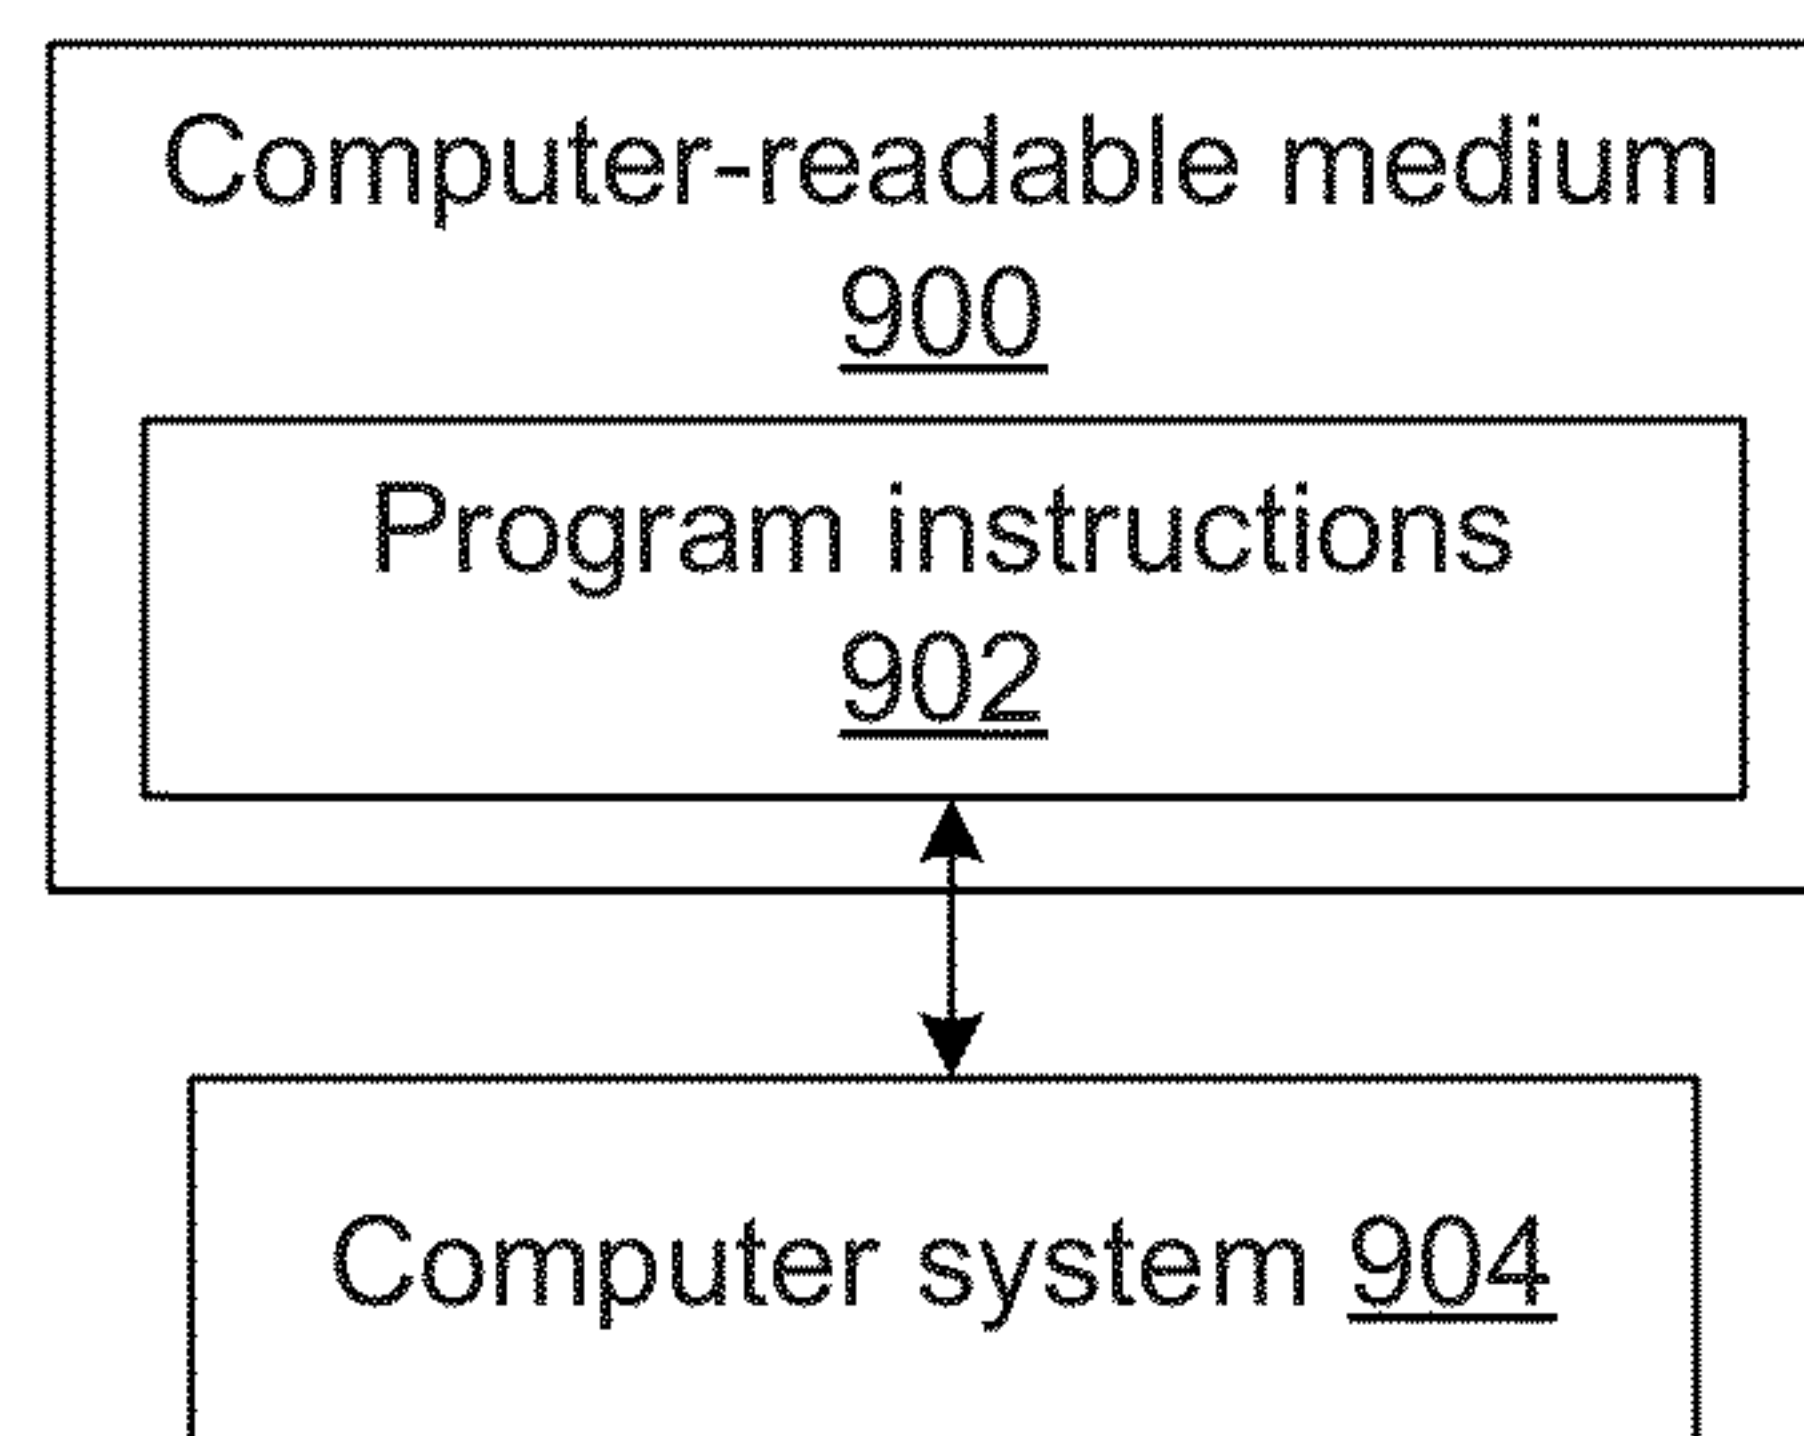 Computer-readable medium
900
Program instructions
902
Computer system 904